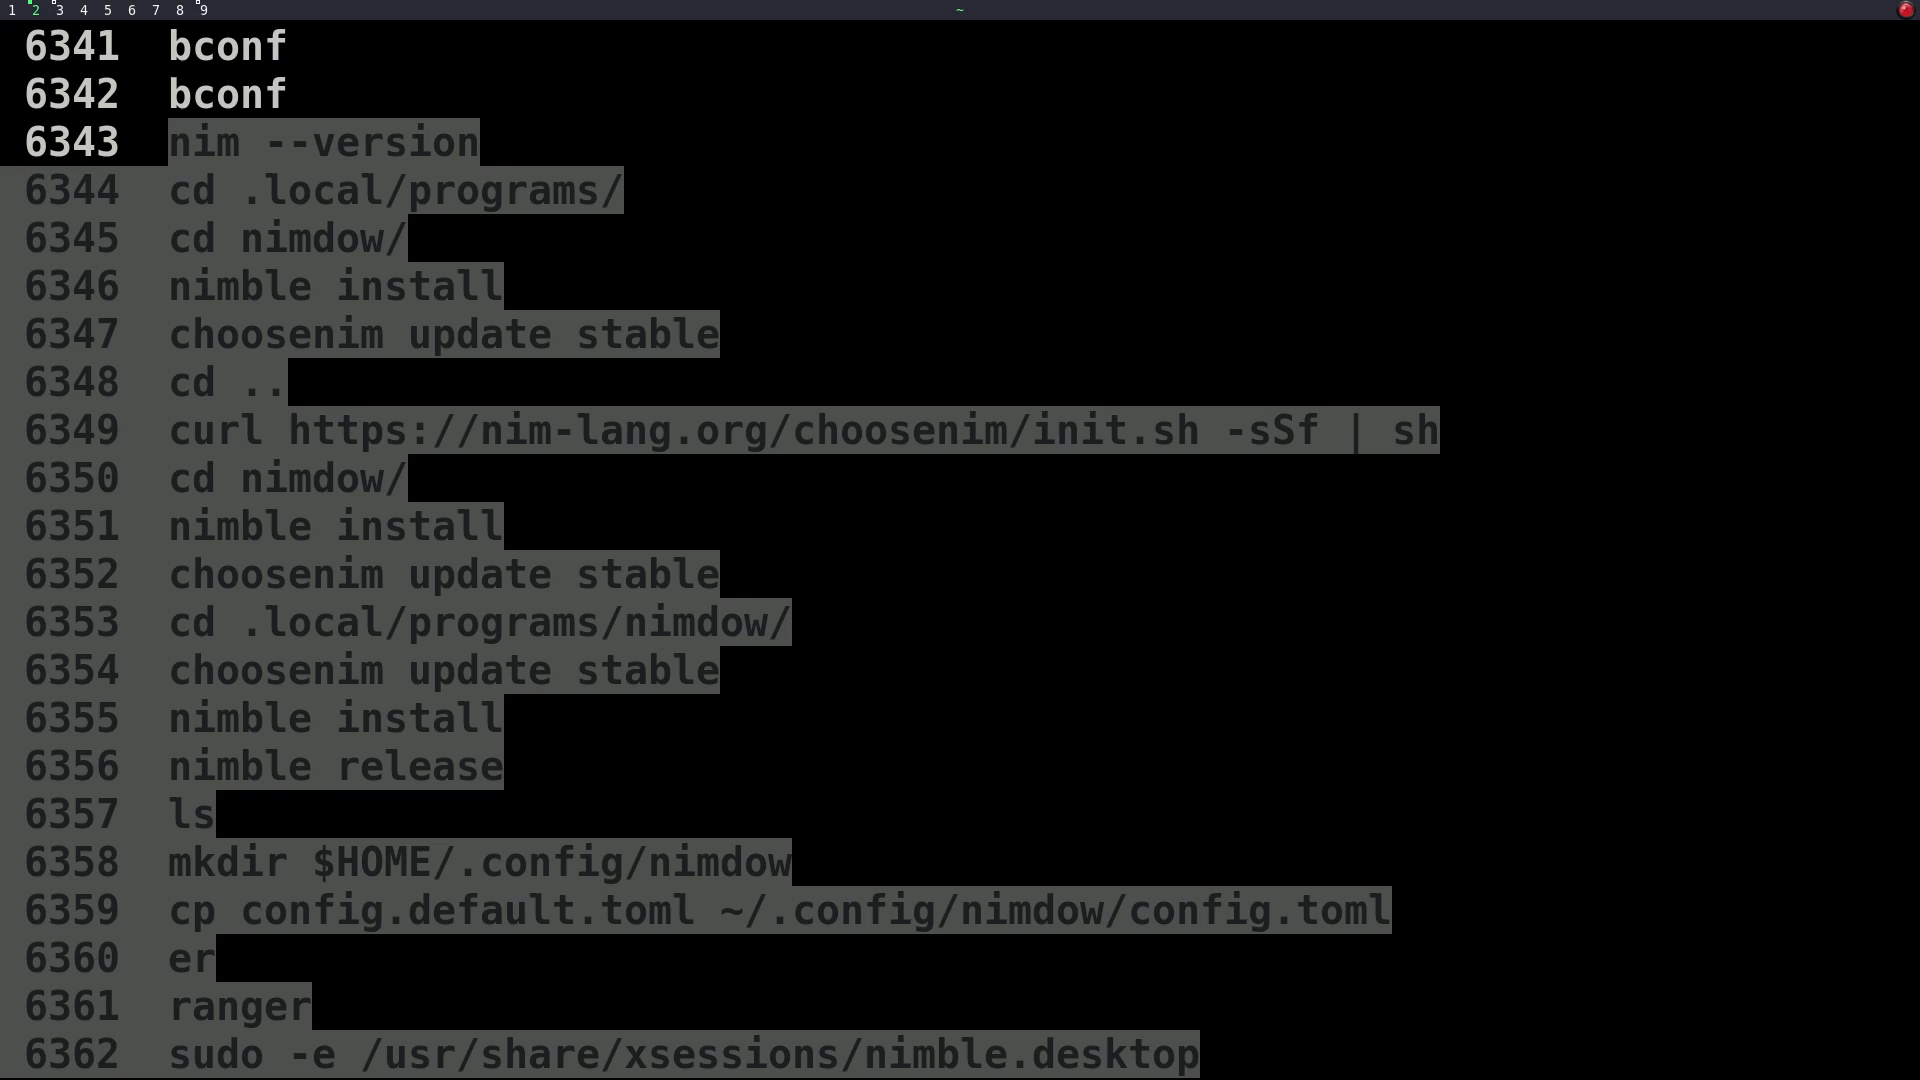 1 2 3 4 5 6 7 8 9 ~
6341 bconf
6342 bconf
6343 nim --version
6344 cd .local/programs/
6345 cd nimdow/
6346 nimble install
6347 choosenim update stable
6348 cd ..
6349 curl https://nim-lang.org/choosenim/init.sh -sSf | sh
6350 cd nimdow/
6351 nimble install
6352 choosenim update stable
6353 cd .local/programs/nimdow/
6354 choosenim update stable
6355 nimble install
6356 nimble release
6357 ls
6358 mkdir $HOME/.config/nimdow
6359 cp config.default.toml ~/.config/nimdow/config.toml
6360 er
6361 ranger
6362 sudo -e /usr/share/xsessions/nimble.desktop